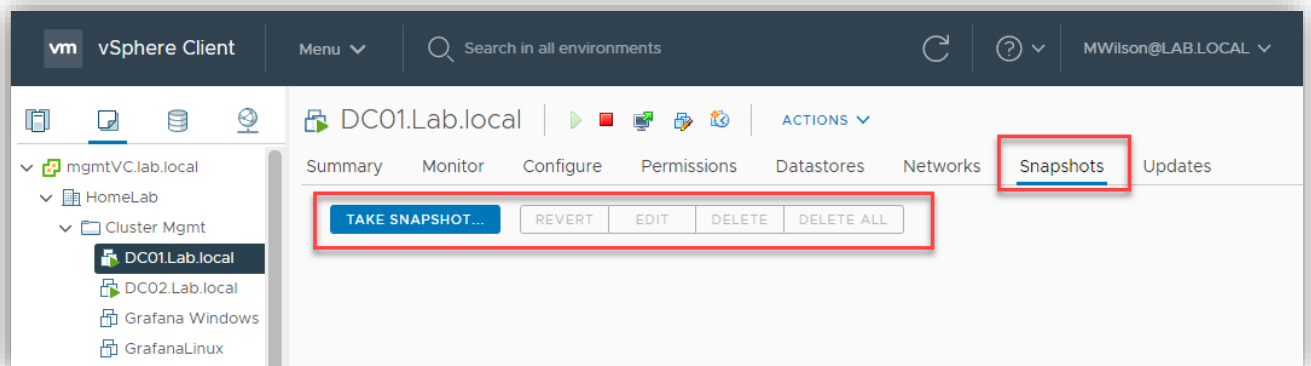 vm vSphere Client Menu Search in all environments ? MWilson@LAB.LOCAL
DC01.Lab.local ACTIONS
mgmtVC.lab.local
HomeLab
Cluster Mgmt
DC01.Lab.local
DC02.Lab.local
Grafana Windows
GrafanaLinux
Summary Monitor Configure Permissions Datastores Networks Snapshots Updates
TAKE SNAPSHOT... REVERT EDIT DELETE DELETE ALL